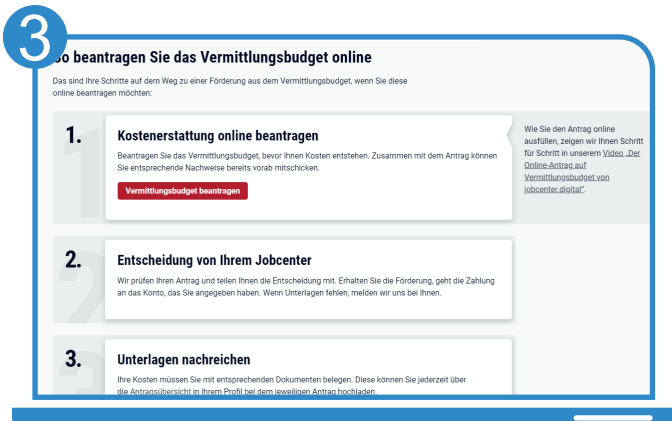 3
So beantragen Sie das Vermittlungsbudget online
Das sind Ihre Schritte auf dem Weg zu einer Förderung aus dem Vermittlungsbudget, wenn Sie diese
online beantragen möchten:
1.
Kostenerstattung online beantragen
Beantragen Sie das Vermittlungsbudget, bevor Ihnen Kosten entstehen. Zusammen mit dem Antrag können
Sie entsprechende Nachweise bereits vorab mitschicken.
Vermittlungsbudget beantragen
Wie Sie den Antrag online
ausfüllen, zeigen wir Ihnen Schritt
für Schritt in unserem Video „Der
Online-Antrag auf
Vermittlungsbudget von
jobcenter.digital“.
2.
Entscheidung von Ihrem Jobcenter
Wir prüfen Ihren Antrag und teilen Ihnen die Entscheidung mit. Erhalten Sie die Förderung, geht die Zahlung
an das Konto, das Sie angegeben haben. Wenn Unterlagen fehlen, melden wir uns bei Ihnen.
3.
Unterlagen nachreichen
Ihre Kosten müssen Sie mit entsprechenden Dokumenten belegen. Diese können Sie jederzeit über
die Antragsübersicht in Ihrem Profil bei dem jeweiligen Antrag hochladen.